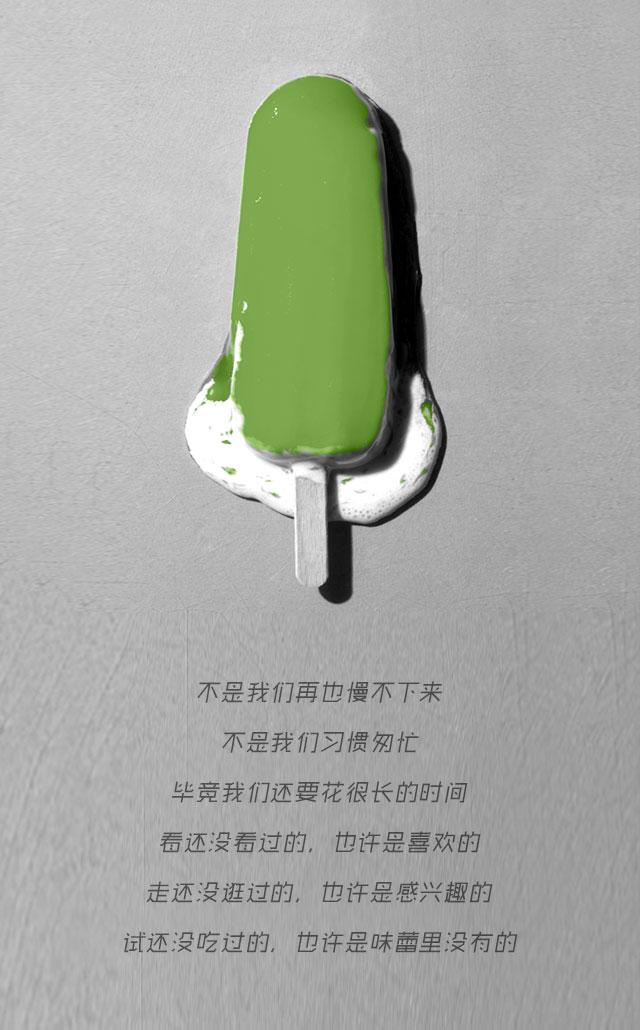 不是我们再也慢不下来
不是我们习惯匆忙
毕竟我们还要花很长的时间
看还没看过的，也许是喜欢的
走还没逛过的，也许是感兴趣的
试还没吃过的，也许是味蕾里没有的